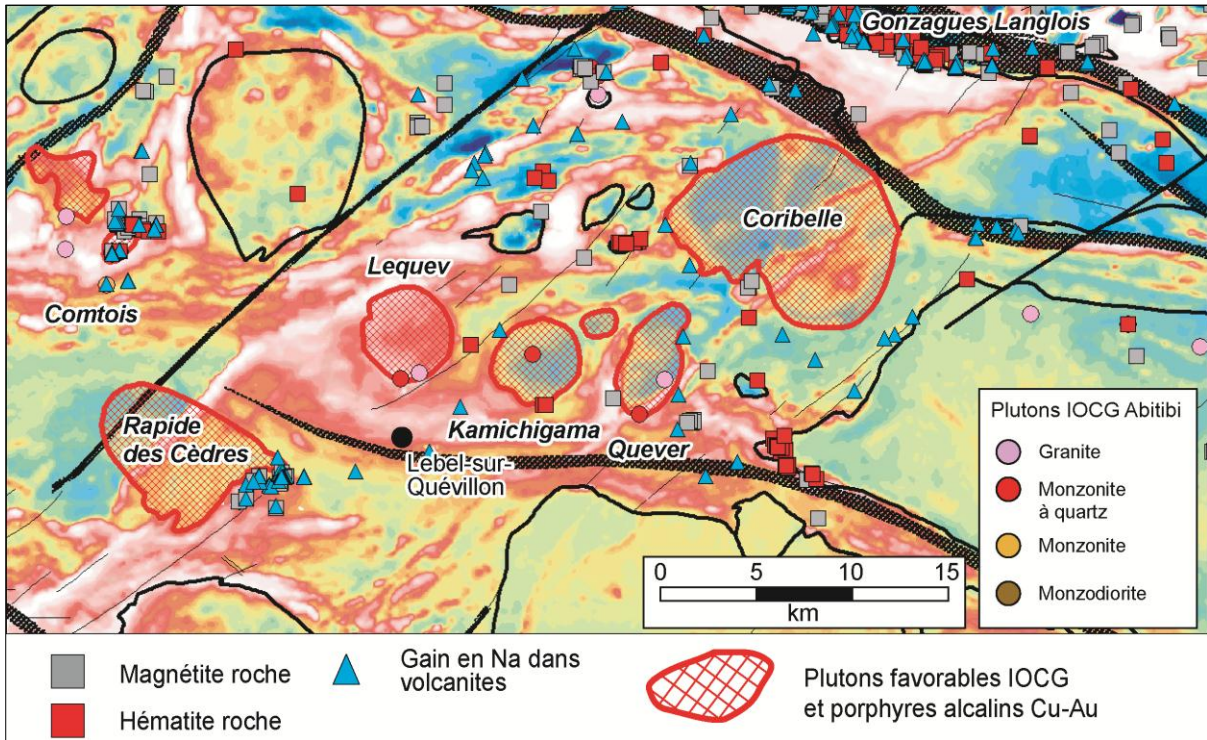 Gonzagues Langlois
Coribelle
Lequev
Comtois
Rapide
des Cèdres
Kamichigama
Quever
Lebel-sur-
Quévillon
Plutons IOCG Abitibi
Granite
Monzonite
à quartz
Monzonite
Monzodiorite
0 5 10 15
km
Magnétite roche
Hématite roche
Gain en Na dans
volcanites
Plutons favorables IOCG
et porphyres alcalins Cu-Au